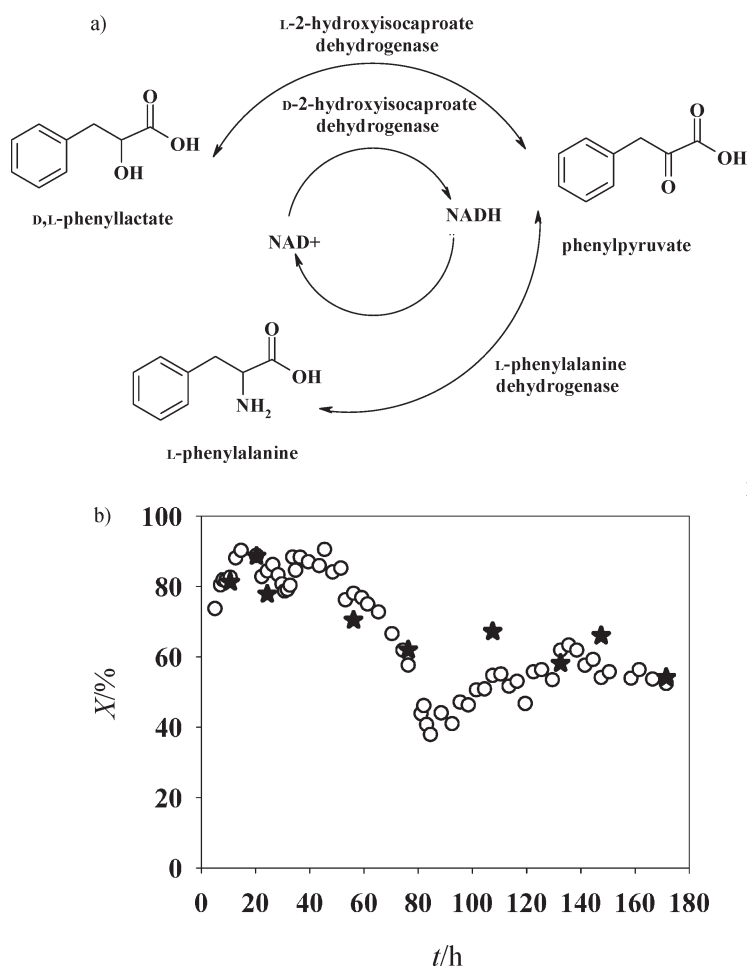 a)
L-2-hydroxyisocaproate
dehydrogenase
D-2-hydroxyisocaproate
dehydrogenase
O
OH
OH
D,L-phenyllactate
O
OH
O
phenylpyruvate
NADH
NAD+
O
OH
NH2
L-phenylalanine
L-phenylalanine
dehydrogenase
b)
100
80
60
40
20
0
X/%
0 20 40 60 80 100 120 140 160 180
t/h